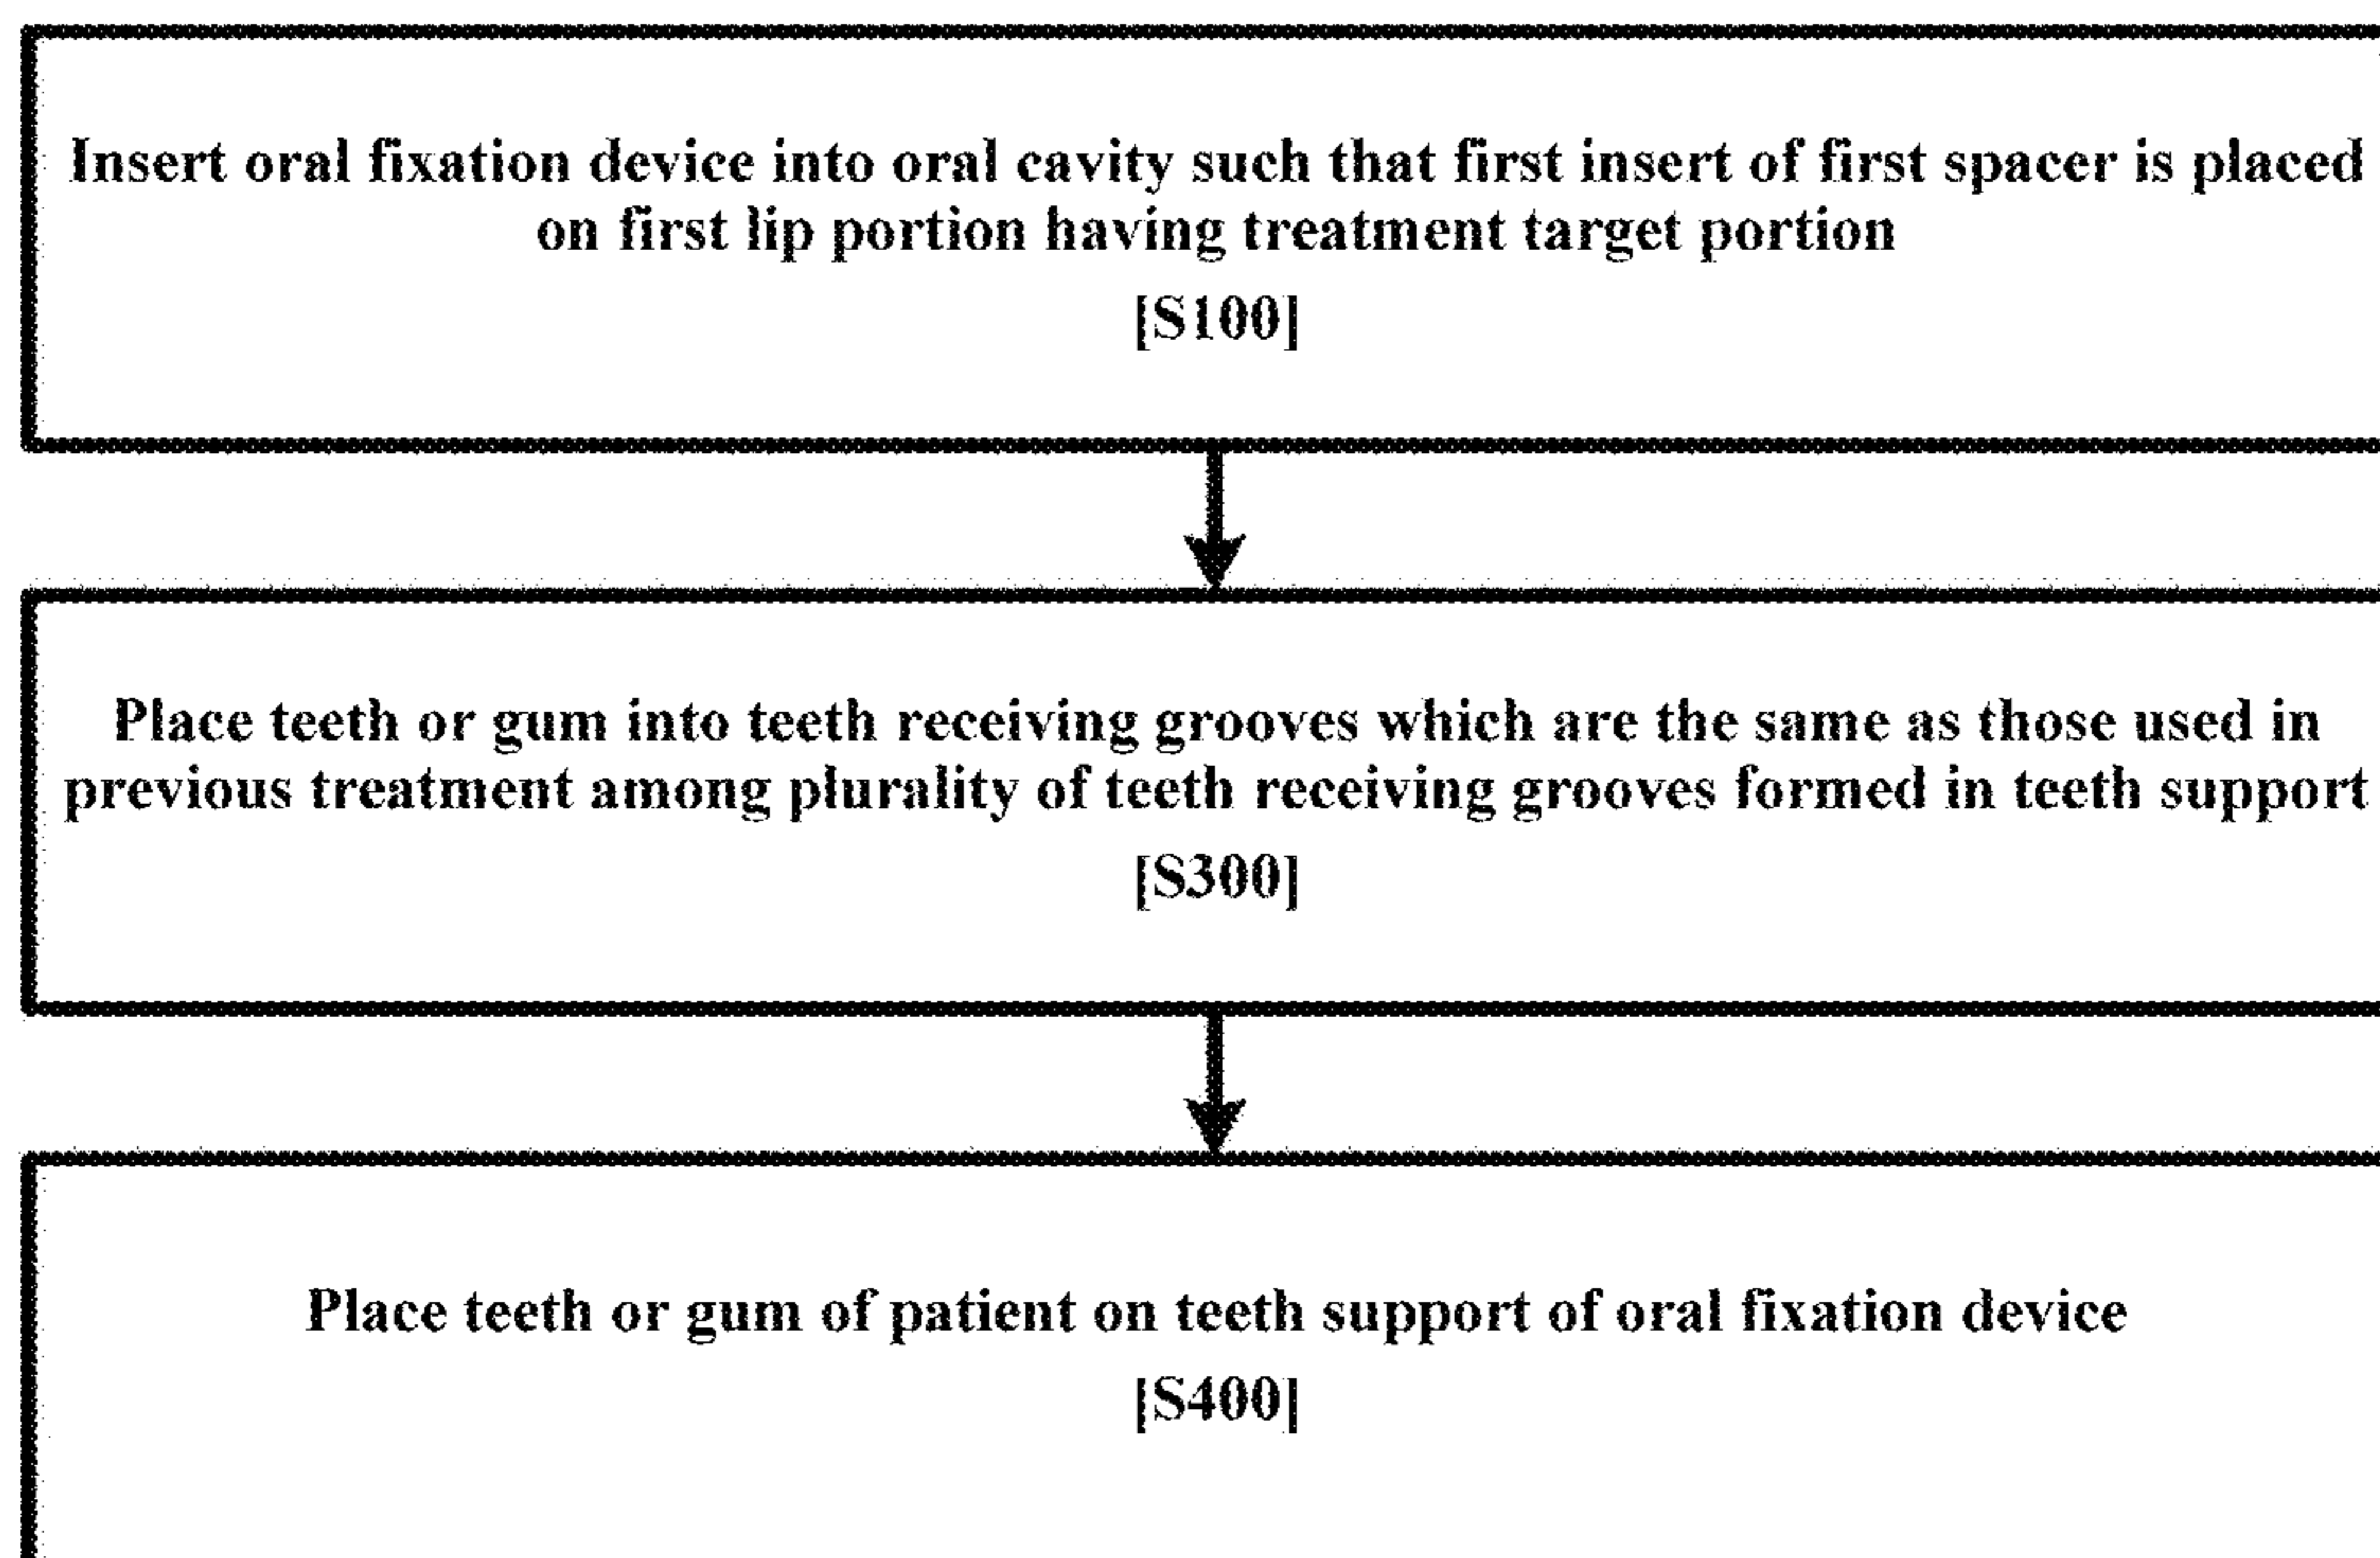 Insert oral fixation device into oral cavity such that first insert of first spacer is placed
on first lip portion having treatment target portion
[S100]
Place teeth or gum into teeth receiving grooves which are the same as those used in
previous treatment among plurality of teeth receiving grooves formed in teeth support
[S300]
Place teeth or gum of patient on teeth support of oral fixation device
[S400]